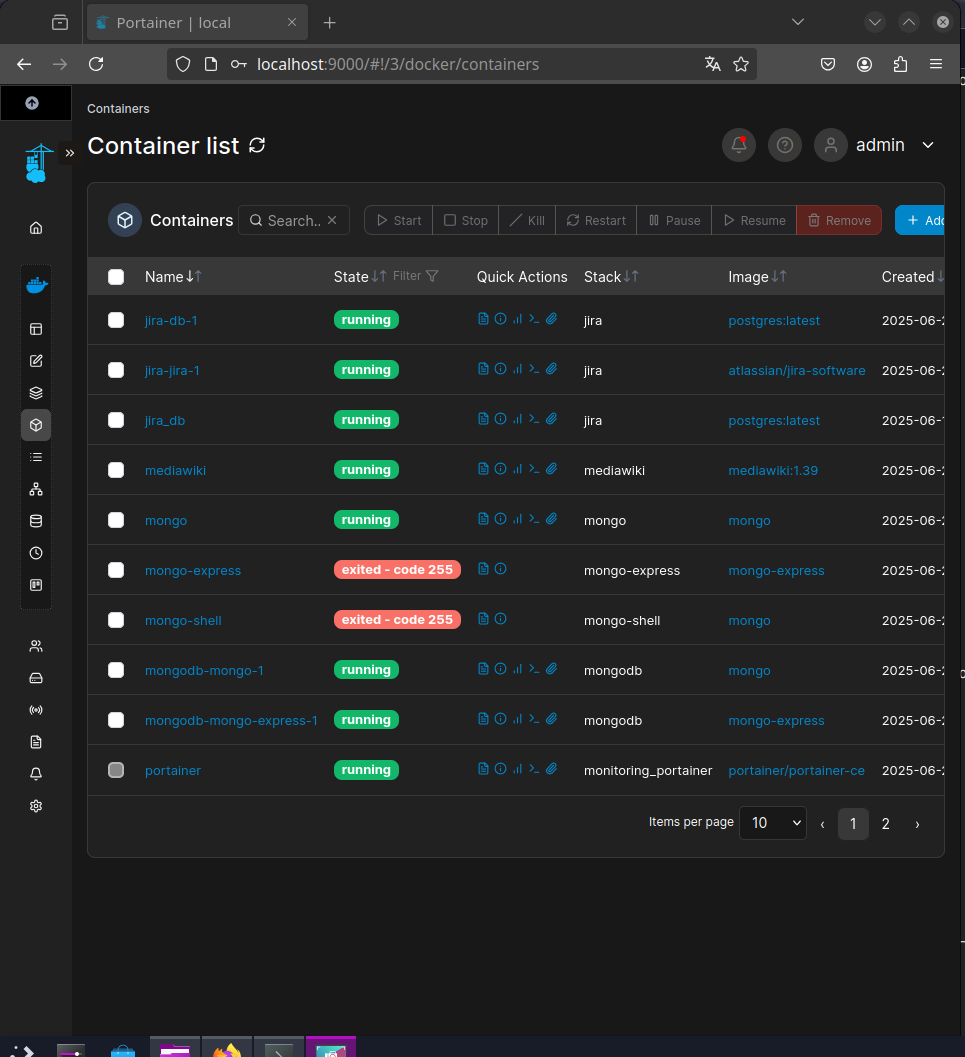 Portainer | local
localhost:9000/#!/3/docker/containers
Containers
Container list
admin
Containers Search.. Start Stop Kill Restart Pause Resume Remove Add
Name State Filter Quick Actions Stack Image Created
jira-db-1 running jira postgres:latest 2025-06-2
jira-jira-1 running jira atlassian/jira-software 2025-06-2
jira_db running jira postgres:latest 2025-06-1
mediawiki running mediawiki mediawiki:1.39 2025-06-2
mongo running mongo mongo 2025-06-2
mongo-express exited - code 255 mongo-express mongo-express 2025-06-2
mongo-shell exited - code 255 mongo-shell mongo 2025-06-2
mongodb-mongo-1 running mongodb mongo 2025-06-2
mongodb-mongo-express-1 running mongodb mongo-express 2025-06-2
portainer running monitoring_portainer portainer/portainer-ce 2025-06-2
Items per page 10 ‹ 1 2 ›